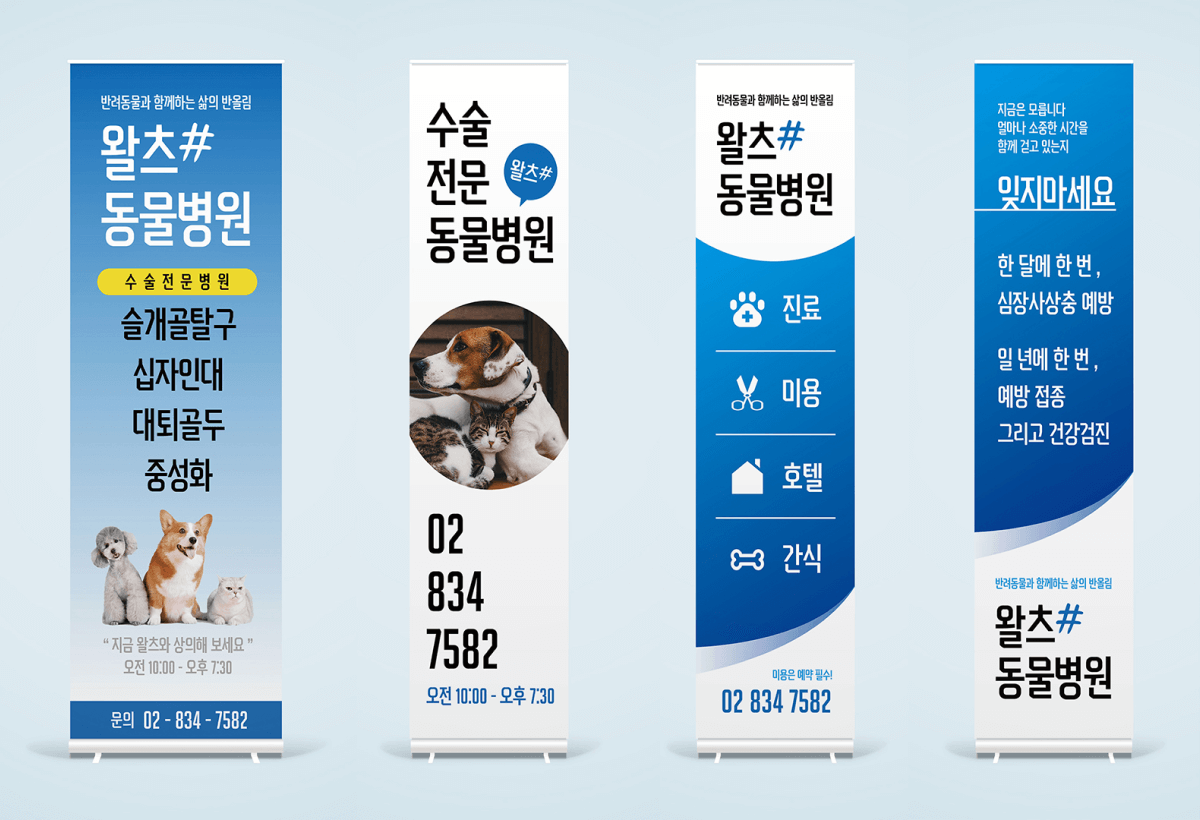 반려동물과 함께하는 삶의 반올림
왈츠#
동물병원
수술전문병원
슬개골탈구
십자인대
대퇴골두
중성화
“ 지금 왈츠와 상의해 보세요 ”
오전 10:00 - 오후 7:30
문의 02 - 834 - 7582
수술
전문
왈츠#
동물병원
02
834
7582
오전 10:00 - 오후 7:30
반려동물과 함께하는 삶의 반올림
왈츠#
동물병원
진료
미용
호텔
간식
미용은 예약 필수!
02 834 7582
지금은 모릅니다
얼마나 소중한 시간을
함께 걷고 있는지
잊지마세요
한 달에 한 번 ,
심장사상충 예방
일 년에 한 번 ,
예방 접종
그리고 건강검진
반려동물과 함께하는 삶의 반올림
왈츠#
동물병원